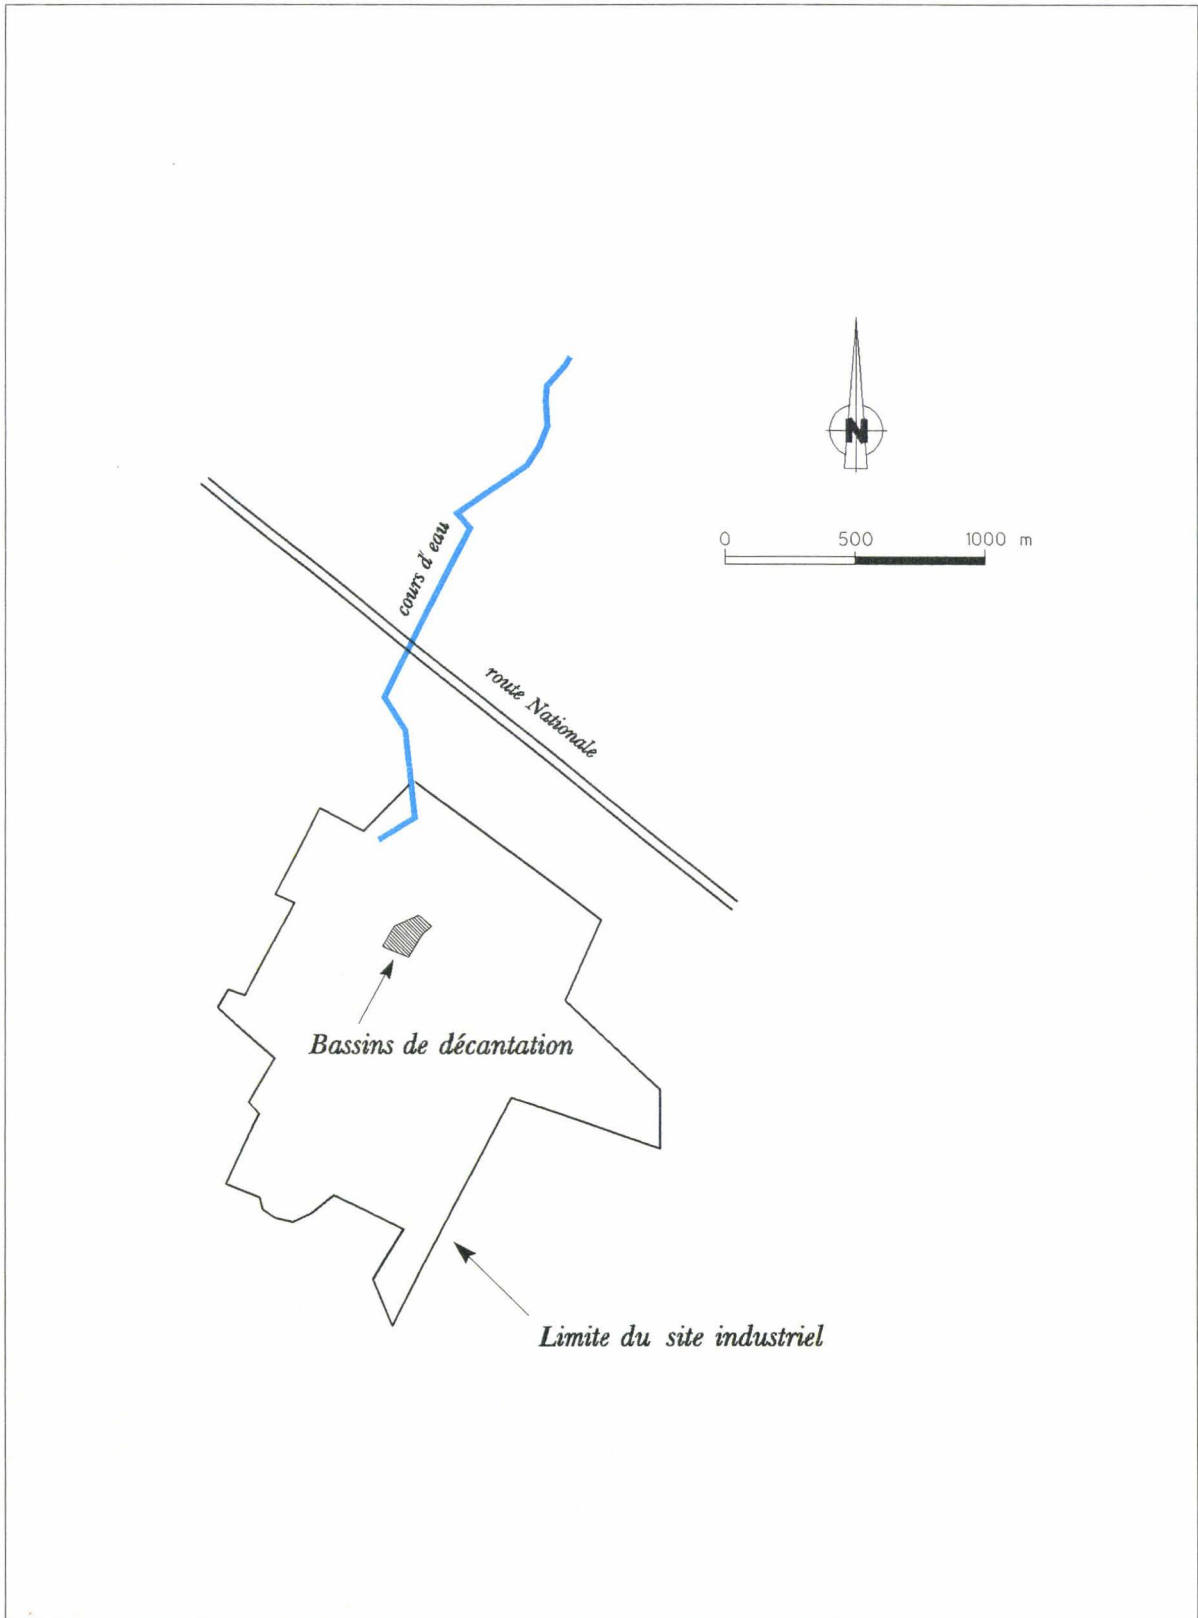 N
0 500 1000 m
cours d'eau
route Nationale
Bassins de décantation
Limite du site industriel